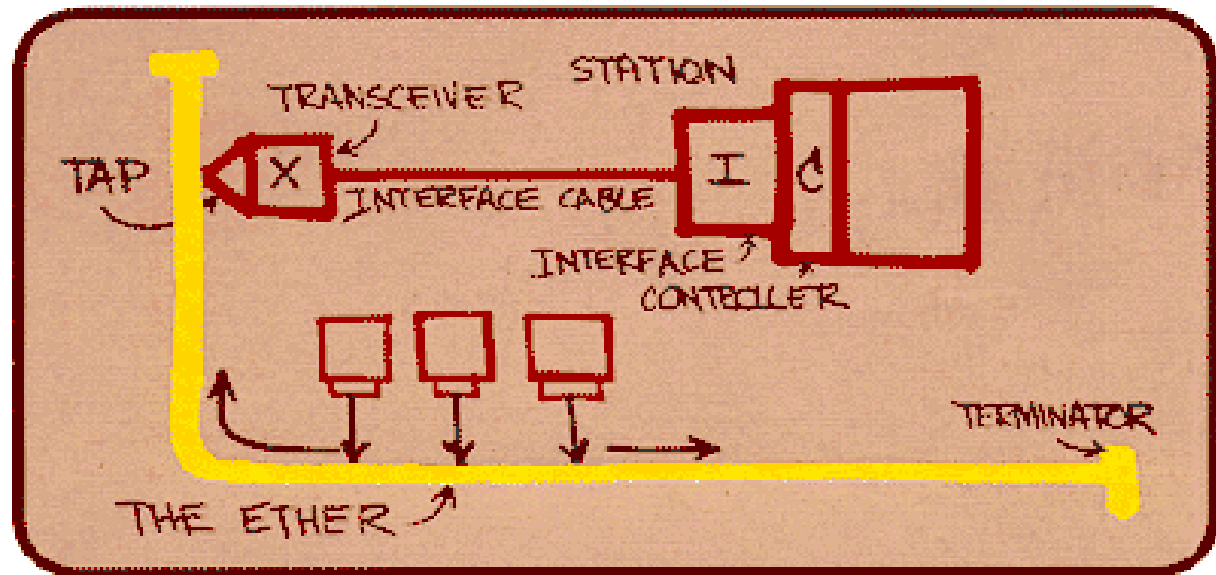 STATION
TRANSCEIVER
TAP
X
I
C
INTERFACE CABLE
INTERFACE
CONTROLLER
TERMINATOR
THE ETHER